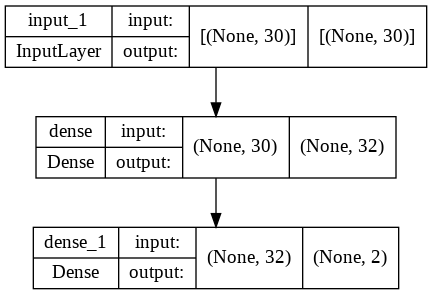 input_1 input: [(None, 30)] [(None, 30)]
InputLayer output:
dense input: (None, 30) (None, 32)
Dense output:
dense_1 input: (None, 32) (None, 2)
Dense output: